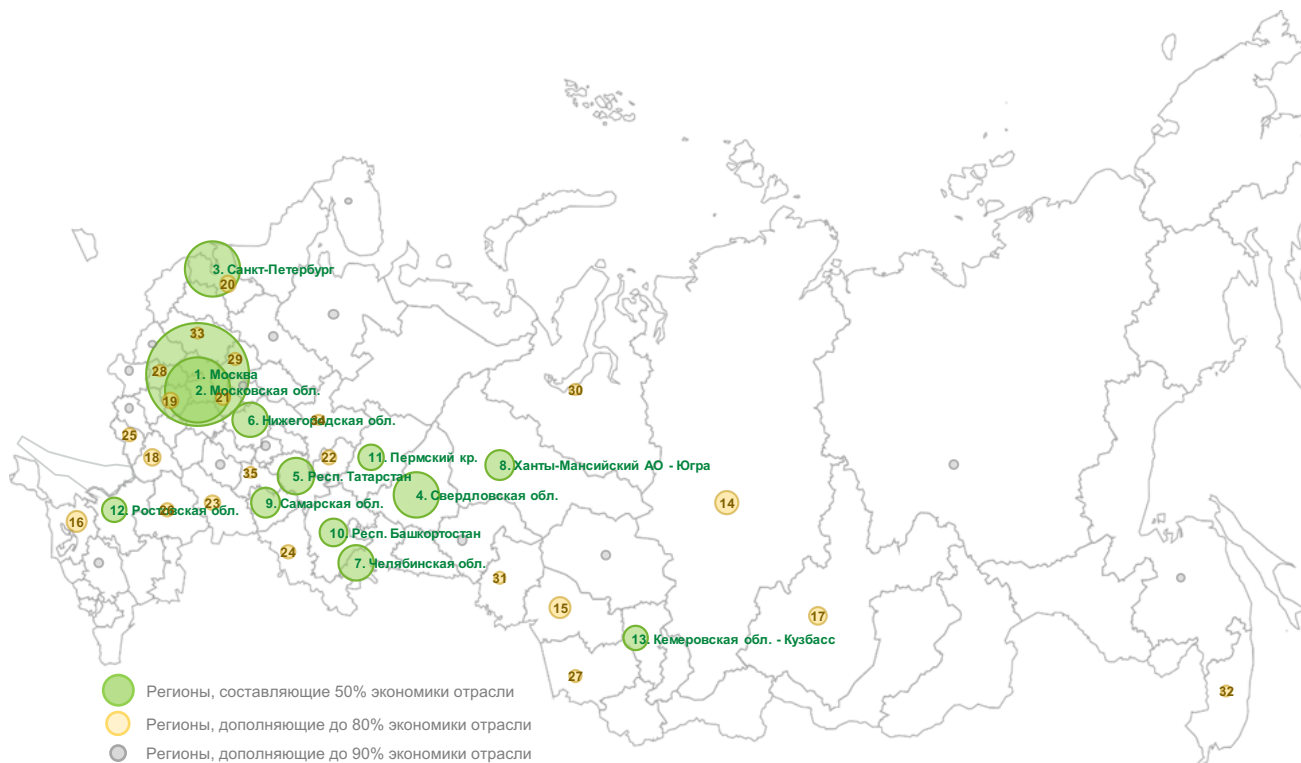 3. Санкт-Петербург
20
33
29
28
1. Москва
2. Московская обл.
30
19
21
6. Нижегородская обл.
34
25
18
22
11. Пермский кр.
8. Ханты-Мансийский АО - Югра
35
5. Респ. Татарстан
4. Свердловская обл.
9. Самарская обл.
23
14
12. Ростовская обл.
16
10. Респ. Башкортостан
24
7. Челябинская обл.
31
15
17
13. Кемеровская обл. - Кузбасс
27
32
Регионы, составляющие 50% экономики отрасли
Регионы, дополняющие до 80% экономики отрасли
Регионы, дополняющие до 90% экономики отрасли